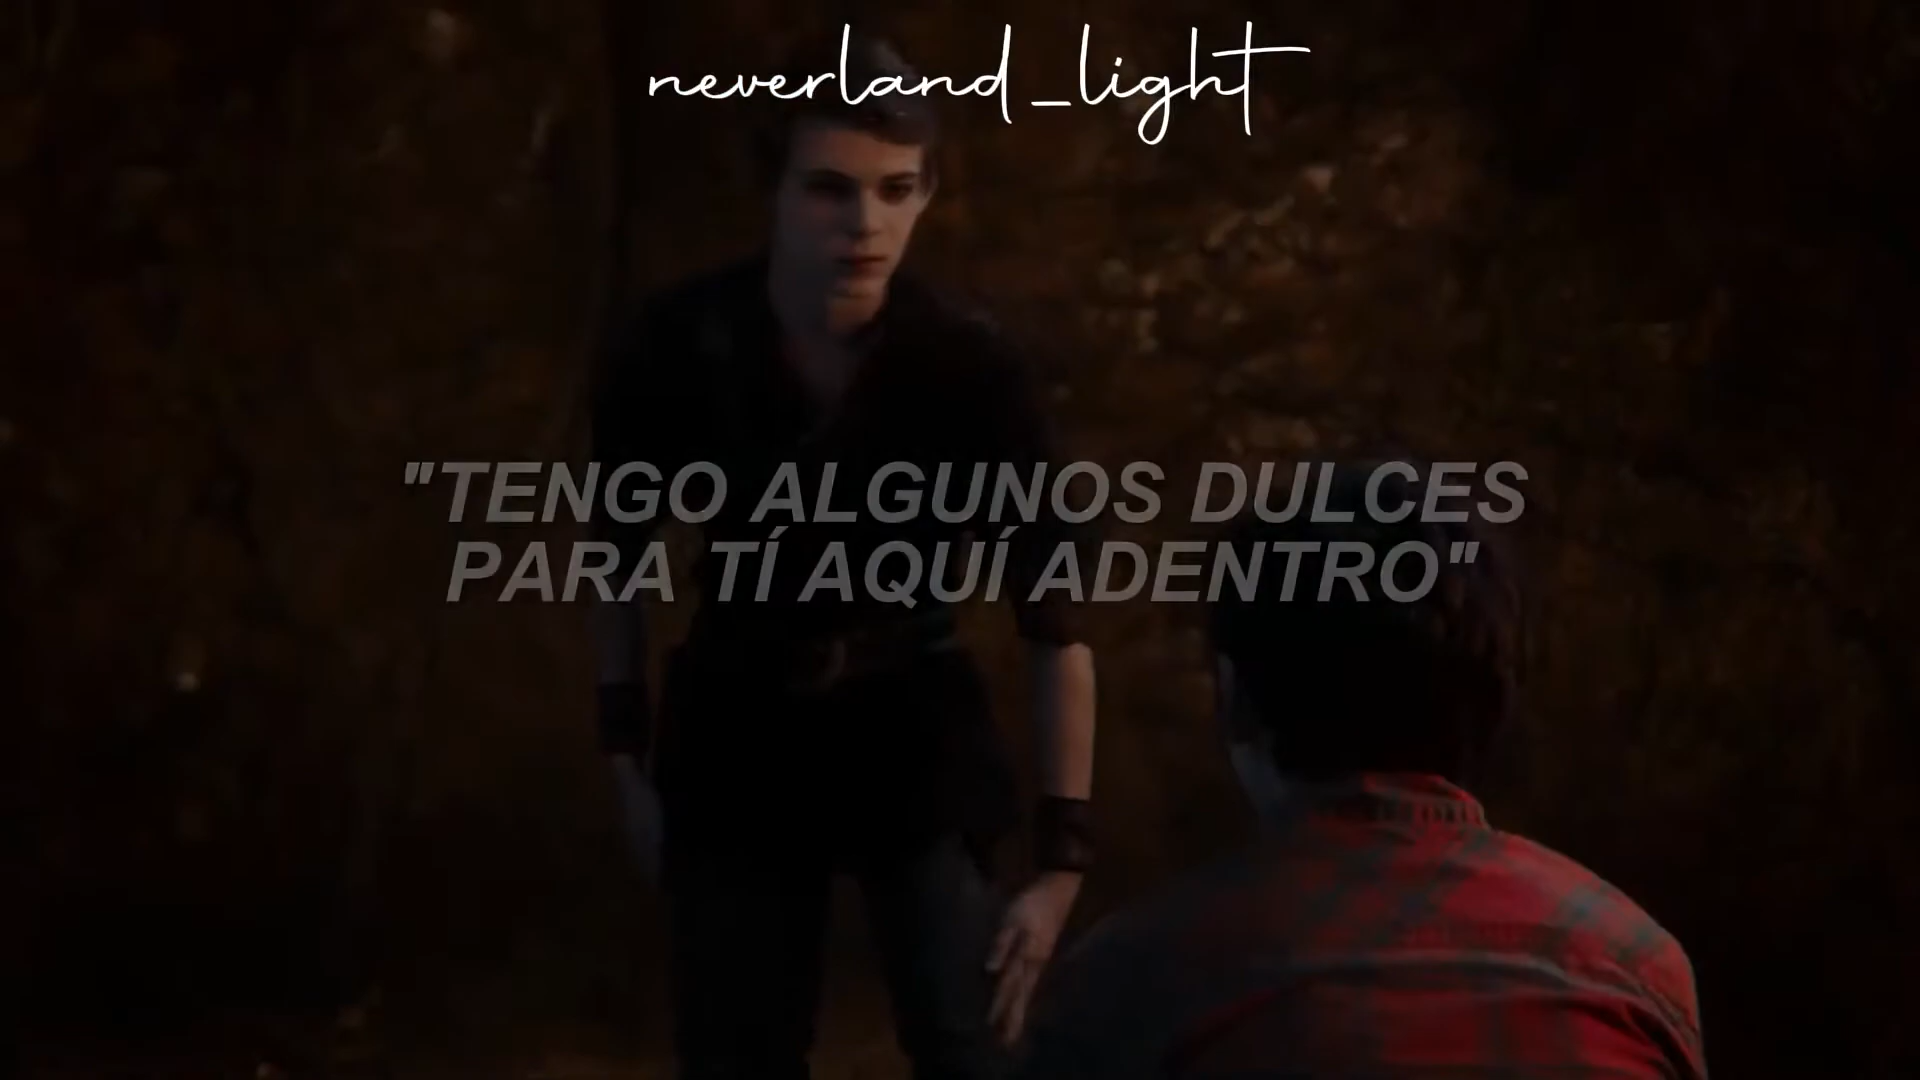 neverland_light
"TENGO ALGUNOS DULCES
PARA TÍ AQUÍ ADENTRO"